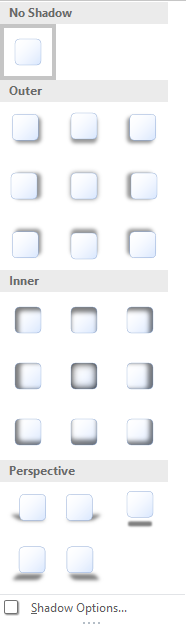 No Shadow
Outer
Inner
Perspective
Shadow Options...